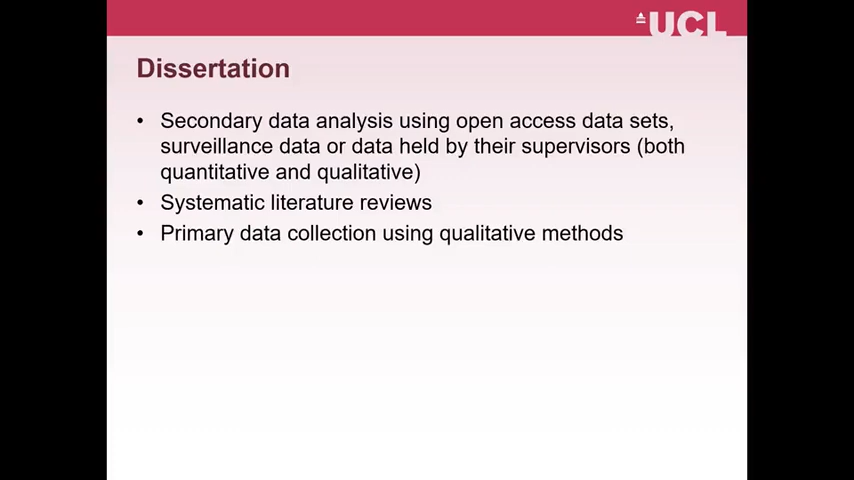 UCL
Dissertation
• Secondary data analysis using open access data sets,
surveillance data or data held by their supervisors (both
quantitative and qualitative)
• Systematic literature reviews
• Primary data collection using qualitative methods